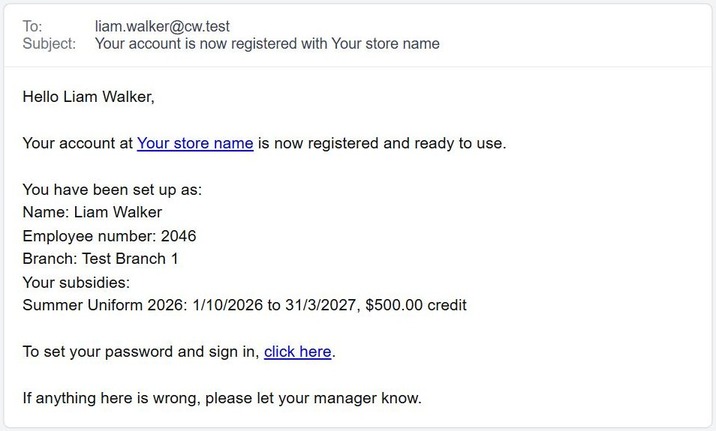 To: liam.walker@cw.test
Subject: Your account is now registered with Your store name
Hello Liam Walker,
Your account at Your store name is now registered and ready to use.
You have been set up as:
Name: Liam Walker
Employee number: 2046
Branch: Test Branch 1
Your subsidies:
Summer Uniform 2026: 1/10/2026 to 31/3/2027, $500.00 credit
To set your password and sign in, click here.
If anything here is wrong, please let your manager know.